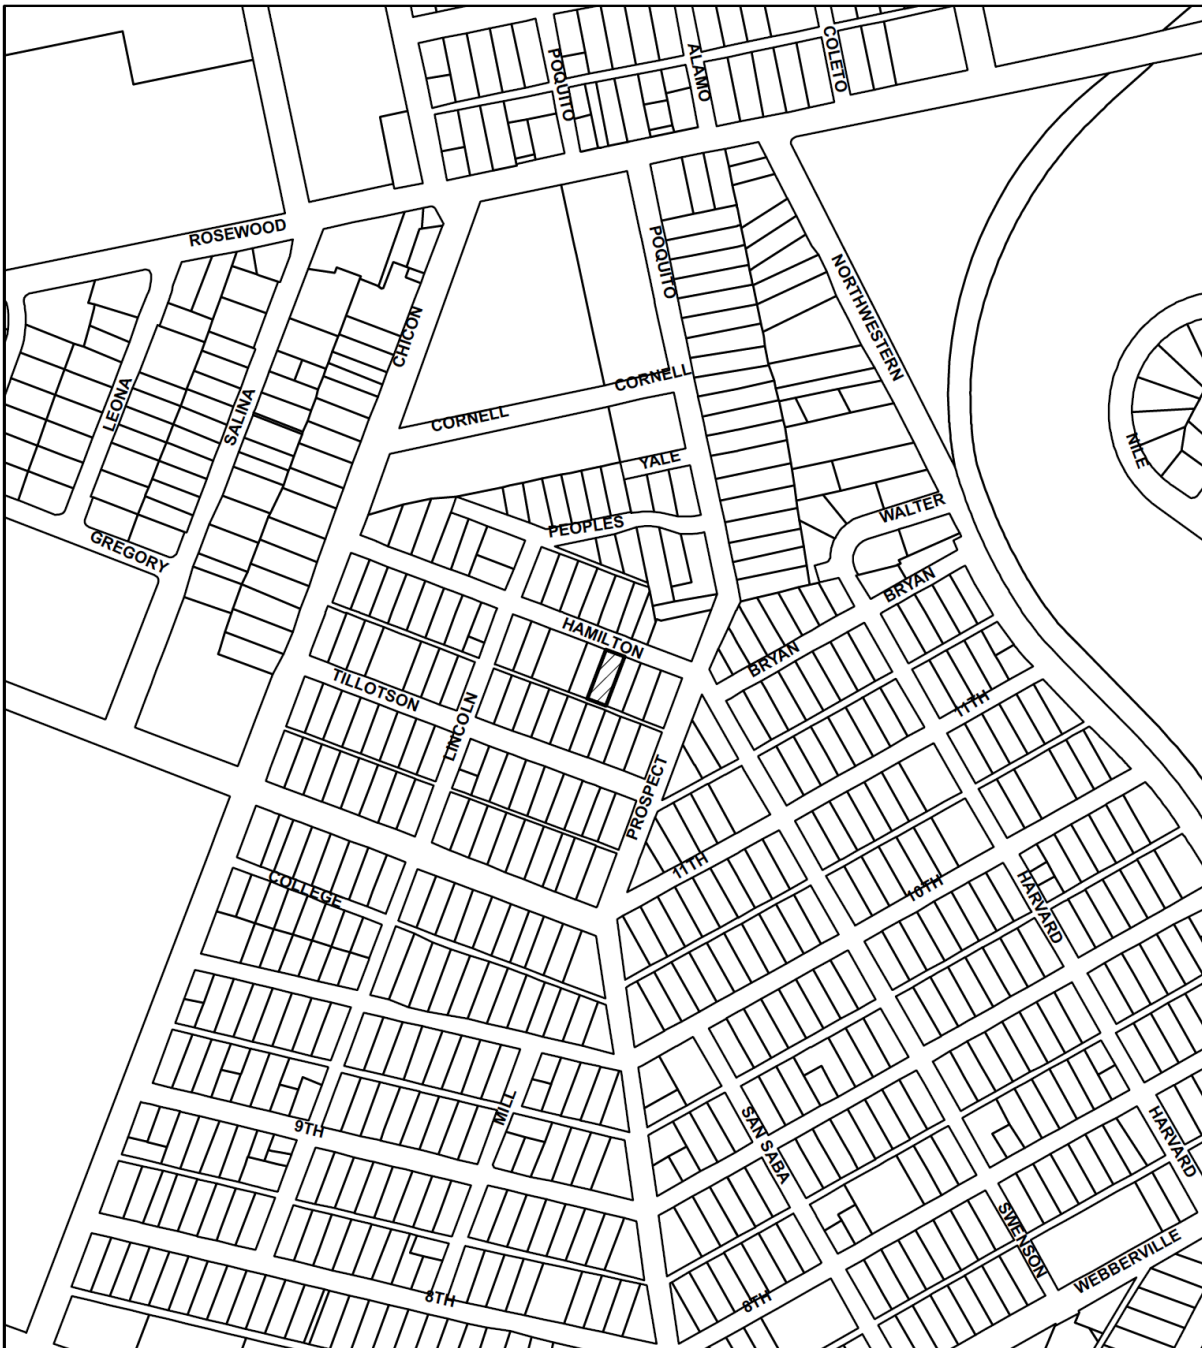 POQUITO
ALAMO
COLETO
ROSEWOOD
POQUITO
NORTHWESTERN
CHICON
LEONA
SALINA
CORNELL
CORNELL
NILE
YALE
WALTER
PEOPLES
GREGORY
BRYAN
HAMILTON
BRYAN
TILLOTSON
LINCOLN
11TH
PROSPECT
11TH
COLLEGE
10TH
HARVARD
MILL
9TH
SAN SABA
HARVARD
SWENSON
WEBBERVILLE
8TH
8TH